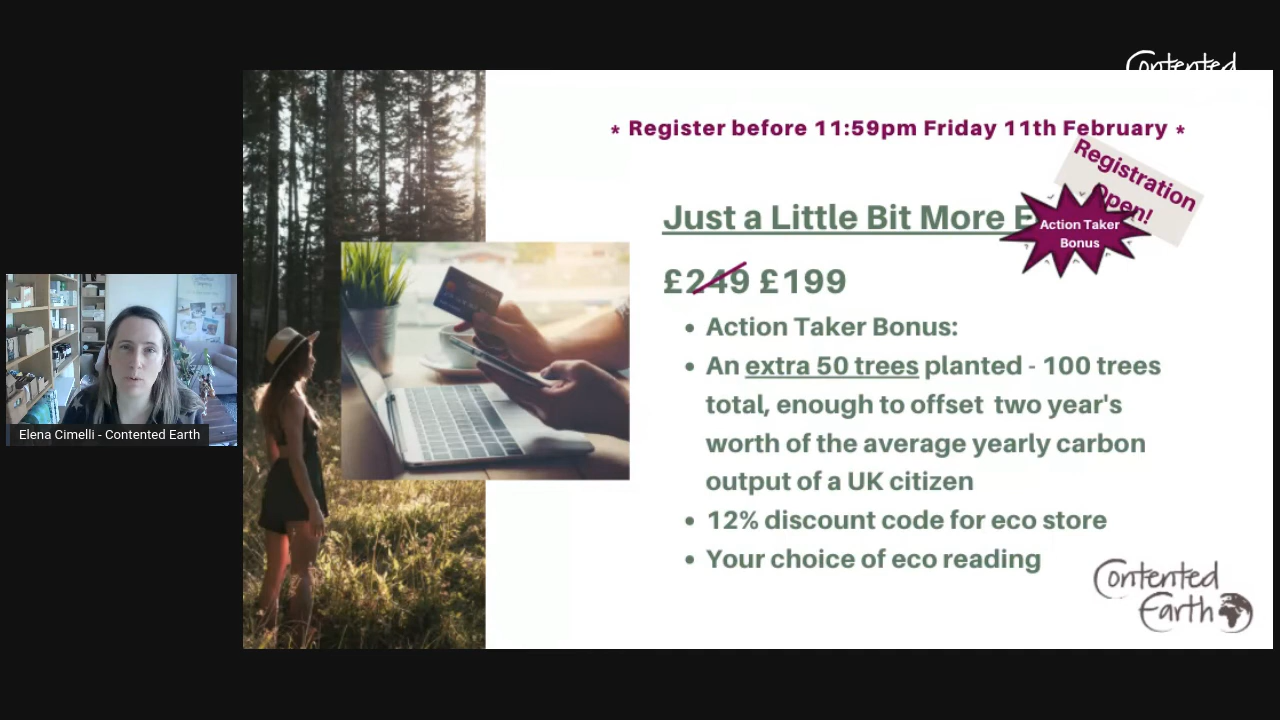 Contented
* Register before 11:59pm Friday 11th February *
Registration
Open!
Just a Little Bit More
Action Taker
Bonus
£249 £199
• Action Taker Bonus:
• An extra 50 trees planted - 100 trees
total, enough to offset two year's
worth of the average yearly carbon
output of a UK citizen
• 12% discount code for eco store
• Your choice of eco reading
Elena Cimelli - Contented Earth
Contented
Earth